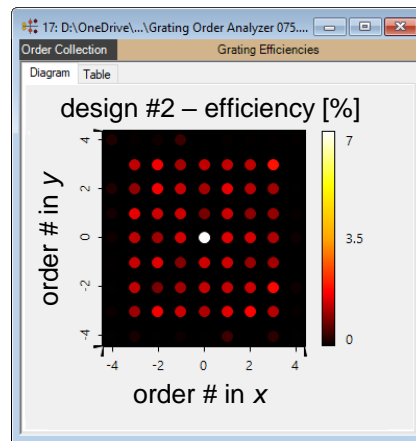 17: D:\OneDrive\...\Grating Order Analyzer 075....
Order Collection Grating Efficiencies
Diagram Table
design #2 – efficiency [%]
order # in y
4
2
0
-2
-4
-4 -2 0 2 4
order # in x
7
3.5
0